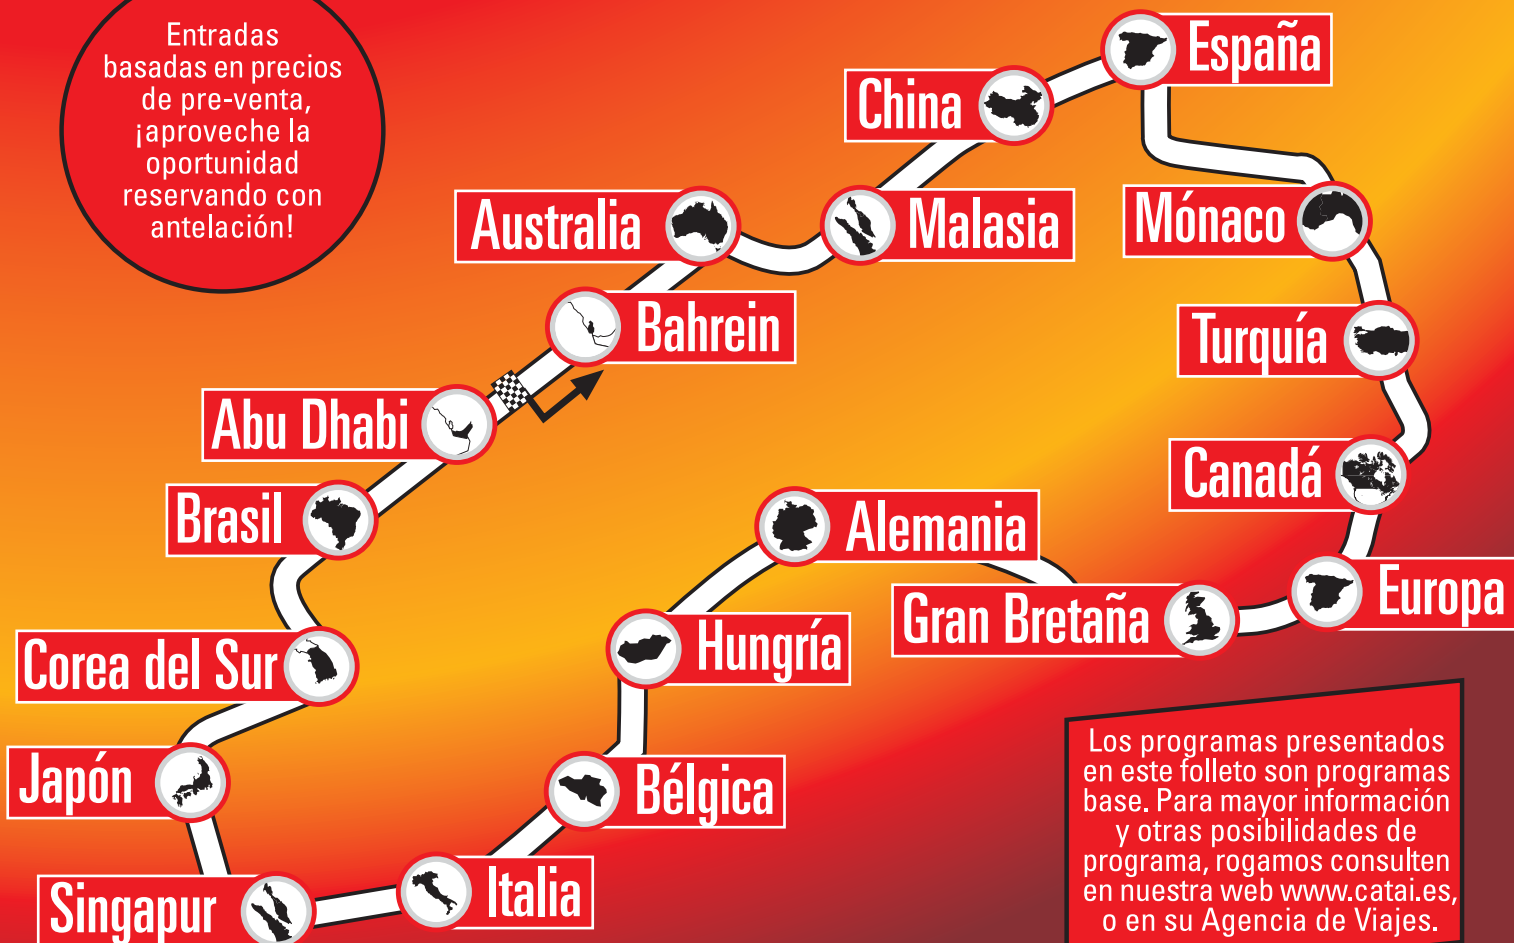 Entradas
basadas en precios
de pre-venta,
¡aproveche la
oportunidad
reservando con
antelación!
España
China
Australia
Malasia
Mónaco
Bahrein
Turquía
Abu Dhabi
Canadá
Brasil
Alemania
Europa
Gran Bretaña
Hungría
Corea del Sur
Japón
Bélgica
Italia
Singapur
Los programas presentados
en este folleto son programas
base. Para mayor información
y otras posibilidades de
programa, rogamos consulten
en nuestra web www.catai.es,
o en su Agencia de Viajes.